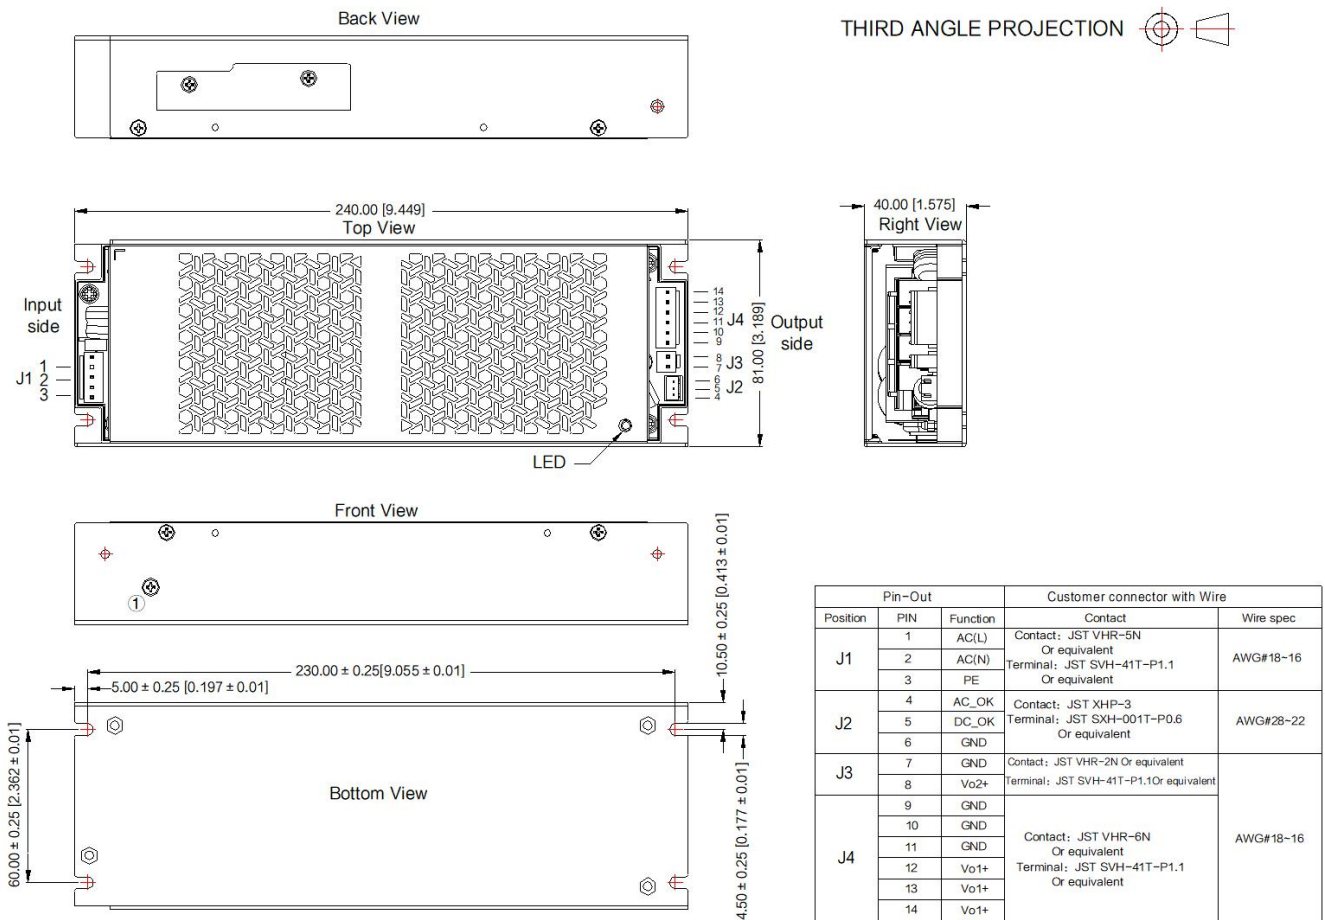 Back View
THIRD ANGLE PROJECTION
240.00 [9.449]
Top View
40.00 [1.575]
Right View
Input
side
J1
1
2
3
14
13
12
11
10
9
J4
8
7
J3
6
5
4
J2
81.00 [3.189]
Output
side
LED
Front View
1
10.50 ± 0.25 [0.413 ± 0.01]
230.00 ± 0.25[9.055 ± 0.01]
5.00 ± 0.25 [0.197 ± 0.01]
60.00 ± 0.25 [2.362 ± 0.01]
Bottom View
4.50 ± 0.25 [0.177 ± 0.01]
Pin-Out Customer connector with Wire
Position PIN Function Contact Wire spec
J1
1 AC(L)
2 AC(N)
3 PE
Contact: JST VHR-5N
Or equivalent
Terminal: JST SVH-41T-P1.1
Or equivalent
AWG#18~16
J2
4 AC_OK
5 DC_OK
6 GND
Contact: JST XHP-3
Terminal: JST SXH-001T-P0.6
Or equivalent
AWG#28~22
J3
7 GND
8 Vo2+
Contact: JST VHR-2N Or equivalent
Terminal: JST SVH-41T-P1.1Or equivalent
J4
9 GND
10 GND
11 GND
12 Vo1+
13 Vo1+
14 Vo1+
Contact: JST VHR-6N
Or equivalent
Terminal: JST SVH-41T-P1.1
Or equivalent
AWG#18~16